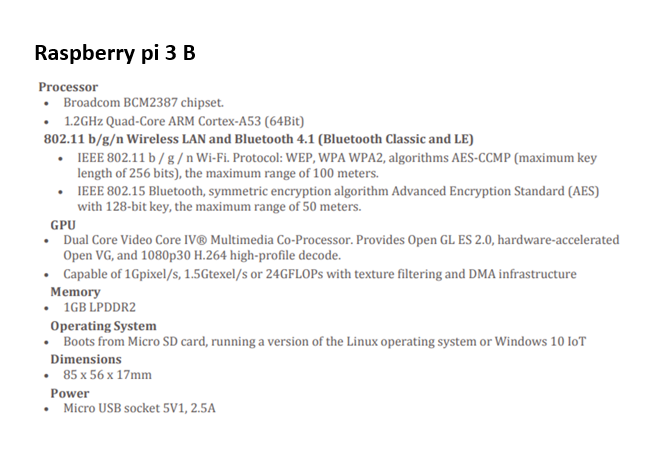 Raspberry pi 3 B
Processor
• Broadcom BCM2387 chipset.
• 1.2GHz Quad-Core ARM Cortex-A53 (64Bit)
802.11 b/g/n Wireless LAN and Bluetooth 4.1 (Bluetooth Classic and LE)
• IEEE 802.11 b / g / n Wi-Fi. Protocol: WEP, WPA WPA2, algorithms AES-CCMP (maximum key
length of 256 bits), the maximum range of 100 meters.
• IEEE 802.15 Bluetooth, symmetric encryption algorithm Advanced Encryption Standard (AES)
with 128-bit key, the maximum range of 50 meters.
GPU
• Dual Core Video Core IV® Multimedia Co-Processor. Provides Open GL ES 2.0, hardware-accelerated
Open VG, and 1080p30 H.264 high-profile decode.
• Capable of 1Gpixel/s, 1.5Gtexel/s or 24GFLOPs with texture filtering and DMA infrastructure
Memory
• 1GB LPDDR2
Operating System
• Boots from Micro SD card, running a version of the Linux operating system or Windows 10 IoT
Dimensions
• 85 x 56 x 17mm
Power
• Micro USB socket 5V1, 2.5A